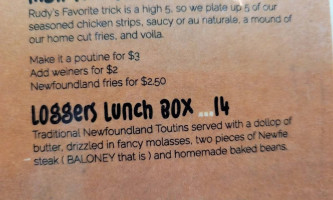 Rudy's Favorite trick is a high 5, so we plate up 5 of our
seasoned chicken strips, saucy or au naturale, a mound of
our home cut fries, and voila.
Make it a poutine for $3
Add weiners for $2
Newfoundland fries for $2.50
Loggers Lunch Box ...14
Traditional Newfoundland Toutins served with a dollop of
butter, drizzled in fancy molasses, two pieces of Newfie
steak ( BALONEY that is ) and homemade baked beans.